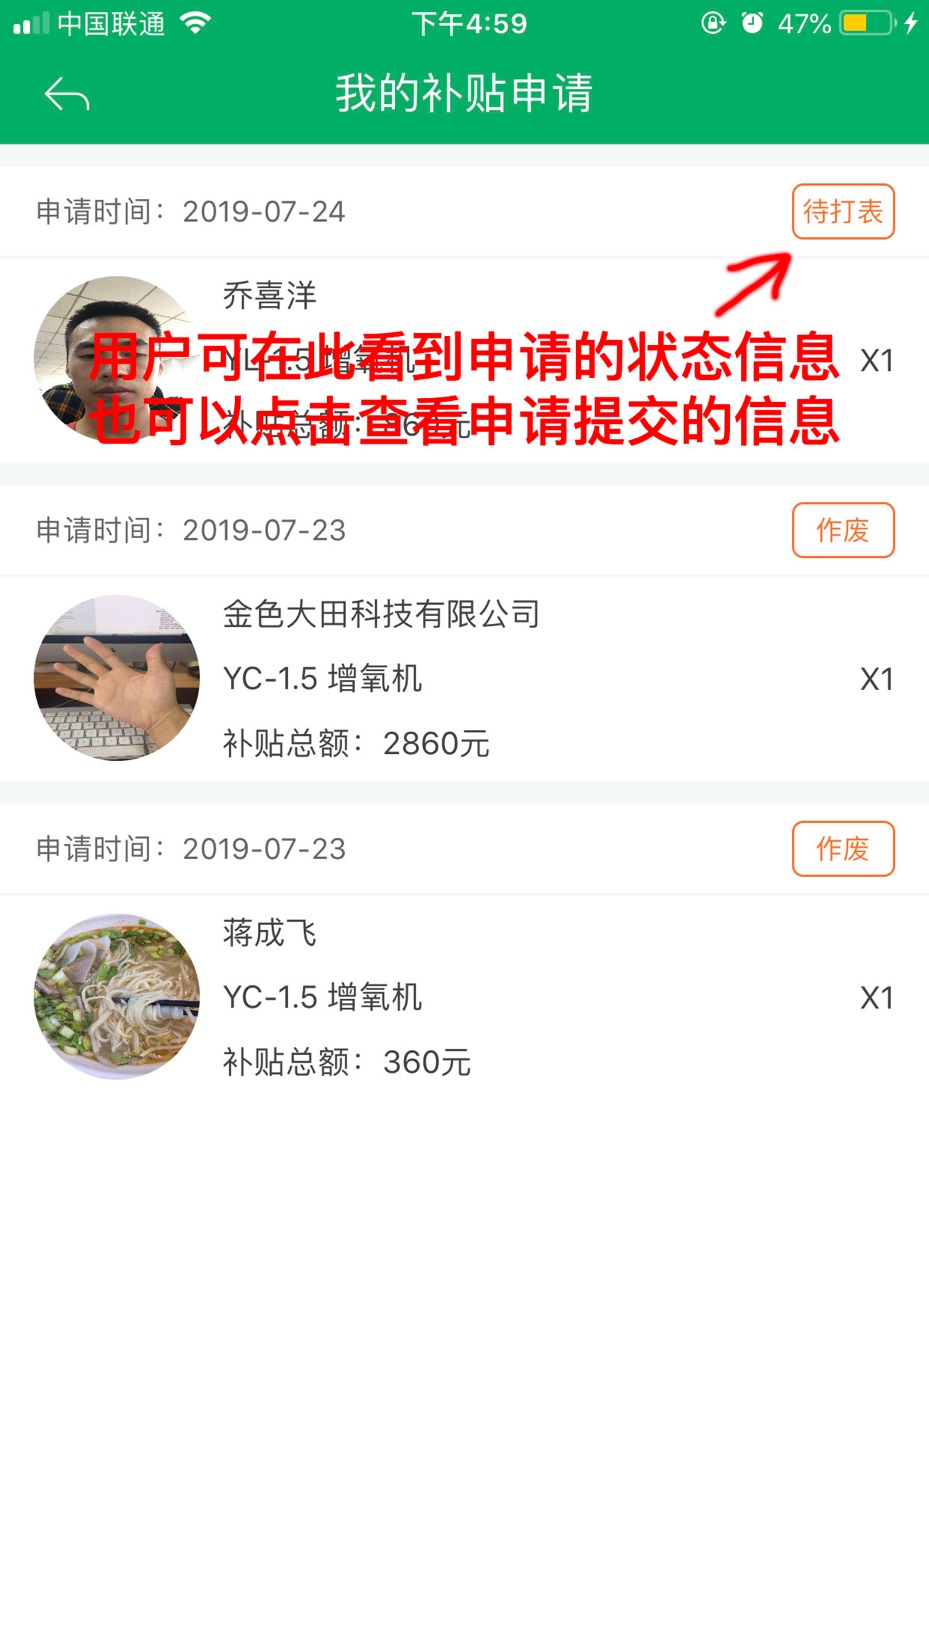 中国联通 下午4:59 47%
我的补贴申请
申请时间：2019-07-24 待打表
乔喜洋
用户可在此看到申请的状态信息
X1
也可以点击查看申请提交的信息
申请时间：2019-07-23 作废
金色大田科技有限公司
YC-1.5 增氧机 X1
补贴总额：2860元
申请时间：2019-07-23 作废
蒋成飞
YC-1.5 增氧机 X1
补贴总额：360元